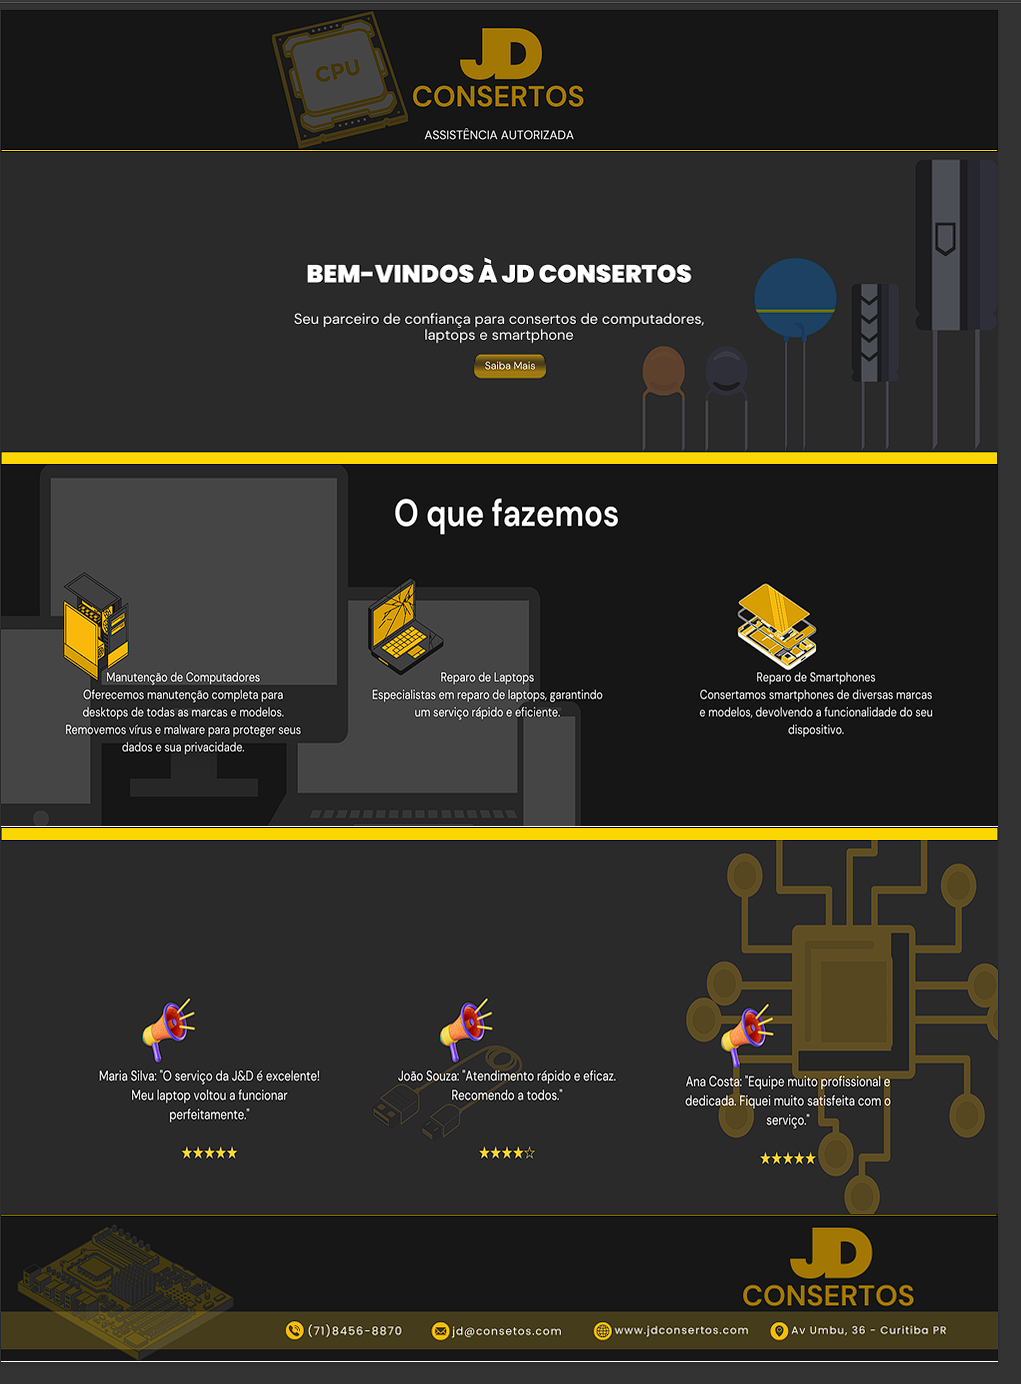 CPU
JD
CONSERTOS
ASSISTÊNCIA AUTORIZADA
BEM-VINDOS À JD CONSERTOS
Seu parceiro de confiança para consertos de computadores,
laptops e smartphone
Saiba Mais
O que fazemos
Manutenção de Computadores
Oferecemos manutenção completa para
desktops de todas as marcas e modelos.
Removemos vírus e malware para proteger seus
dados e sua privacidade.
Reparo de Laptops
Especialistas em reparo de laptops, garantindo
um serviço rápido e eficiente.
Reparo de Smartphones
Consertamos smartphones de diversas marcas
e modelos, devolvendo a funcionalidade do seu
dispositivo.
Maria Silva: "O serviço da J&D é excelente!
Meu laptop voltou a funcionar
perfeitamente."
★★★★★
João Souza: "Atendimento rápido e eficaz.
Recomendo a todos."
★★★★☆
Ana Costa: "Equipe muito profissional e
dedicada. Fiquei muito satisfeita com o
serviço."
★★★★★
JD
CONSERTOS
(71)8456-8870
jd@consetos.com
www.jdconsertos.com
Av Umbu, 36 - Curitiba PR